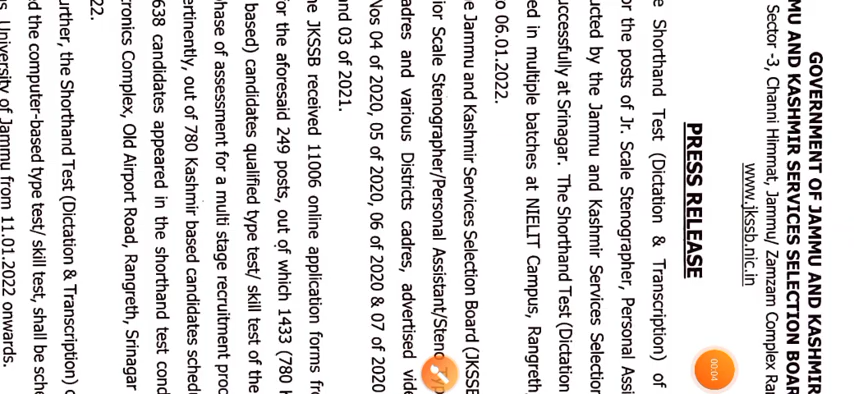 GOVERNMENT OF JAMMU AND KASHMIR
MU AND KASHMIR SERVICES SELECTION BOAR
Sector -3, Channi Himmat, Jammu/ Zamzam Complex Ra
www.jkssb.nic.in
PRESS RELEASE
e Shorthand Test (Dictation & Transcription) of
or the posts of Jr. Scale Stenographer, Personal Assi
ucted by the Jammu and Kashmir Services Selection
uccessfully at Srinagar. The Shorthand Test (Dictation
ed in multiple batches at NIELIT Campus, Rangreth,
o 06.01.2022.
e Jammu and Kashmir Services Selection Board (JKSSB
ior Scale Stenographer/Personal Assistant/Steno Typ
adres and various Districts cadres, advertised vide
Nos 04 of 2020, 05 of 2020, 06 of 2020 & 07 of 2020
and 03 of 2021.
he JKSSB received 11006 online application forms fr
for the aforesaid 249 posts, out of which 1433 (780 K
based) candidates qualified type test/ skill test of the
hase of assessment for a multi stage recruitment proc
ertinently, out of 780 Kashmir based candidates sched
638 candidates appeared in the shorthand test cond
tronics Complex, Old Airport Road, Rangreth, Srinagar
22.
urther, the Shorthand Test (Dictation & Transcription) o
d the computer-based type test/ skill test, shall be sche
s, University of Jammu from 11.01.2022 onwards.
00:04